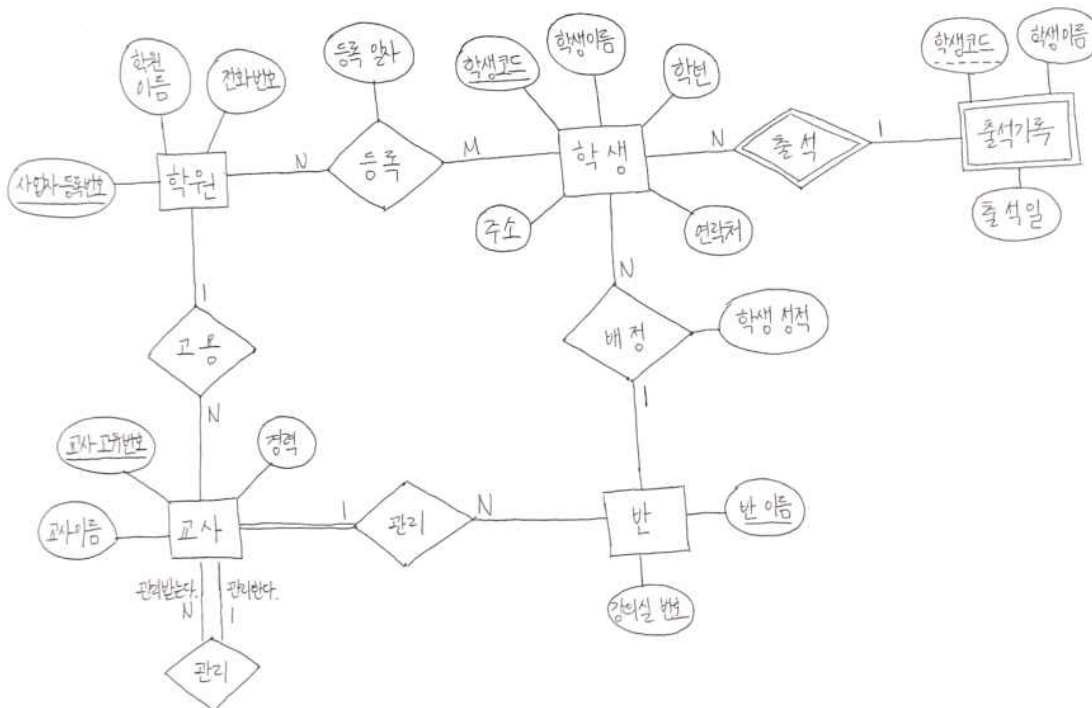 등록 일자
학생이름
학생코드
학생이름
학생코드
학원
이름
전화번호
학년
출석기록
사업자등록번호
학원
N
등록
M
학생
N
출석
1
출석일
주소
연락처
1
N
고용
배정
학생 성적
N
1
교사고유번호
경력
교사이름
교사
1
관리
N
반
반 이름
관리받는다.
관리한다.
N
1
강의실 번호
관리